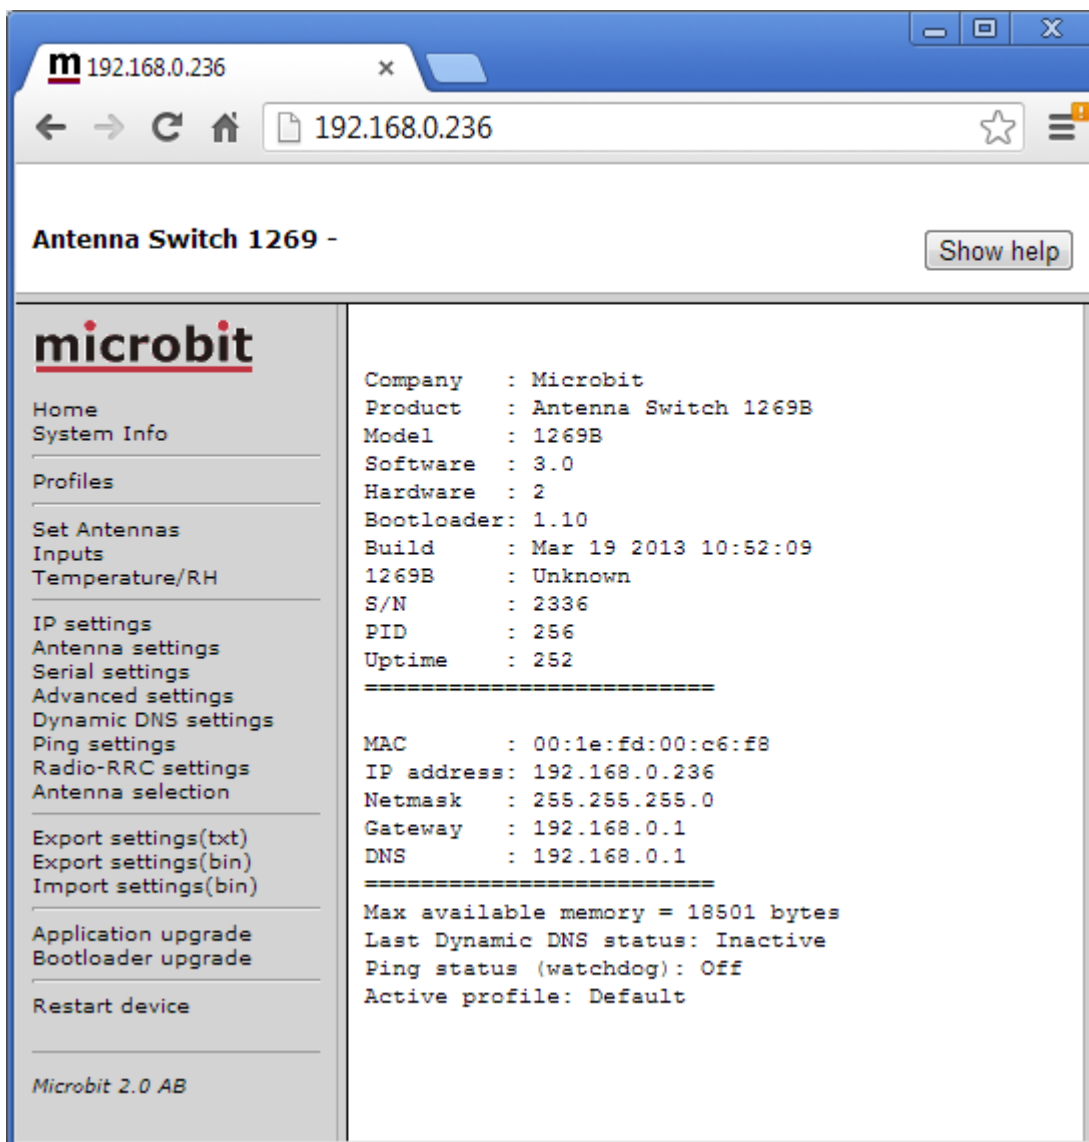 m 192.168.0.236
192.168.0.236
Antenna Switch 1269 -
Show help
microbit
Home
System Info
Profiles
Set Antennas
Inputs
Temperature/RH
IP settings
Antenna settings
Serial settings
Advanced settings
Dynamic DNS settings
Ping settings
Radio-RRC settings
Antenna selection
Export settings(txt)
Export settings(bin)
Import settings(bin)
Application upgrade
Bootloader upgrade
Restart device
Microbit 2.0 AB
Company   : Microbit
Product   : Antenna Switch 1269B
Model     : 1269B
Software  : 3.0
Hardware  : 2
Bootloader: 1.10
Build     : Mar 19 2013 10:52:09
1269B     : Unknown
S/N       : 2336
PID       : 256
Uptime    : 252
=========================
MAC       : 00:1e:fd:00:c6:f8
IP address: 192.168.0.236
Netmask   : 255.255.255.0
Gateway   : 192.168.0.1
DNS       : 192.168.0.1
=========================
Max available memory = 18501 bytes
Last Dynamic DNS status: Inactive
Ping status (watchdog): Off
Active profile: Default